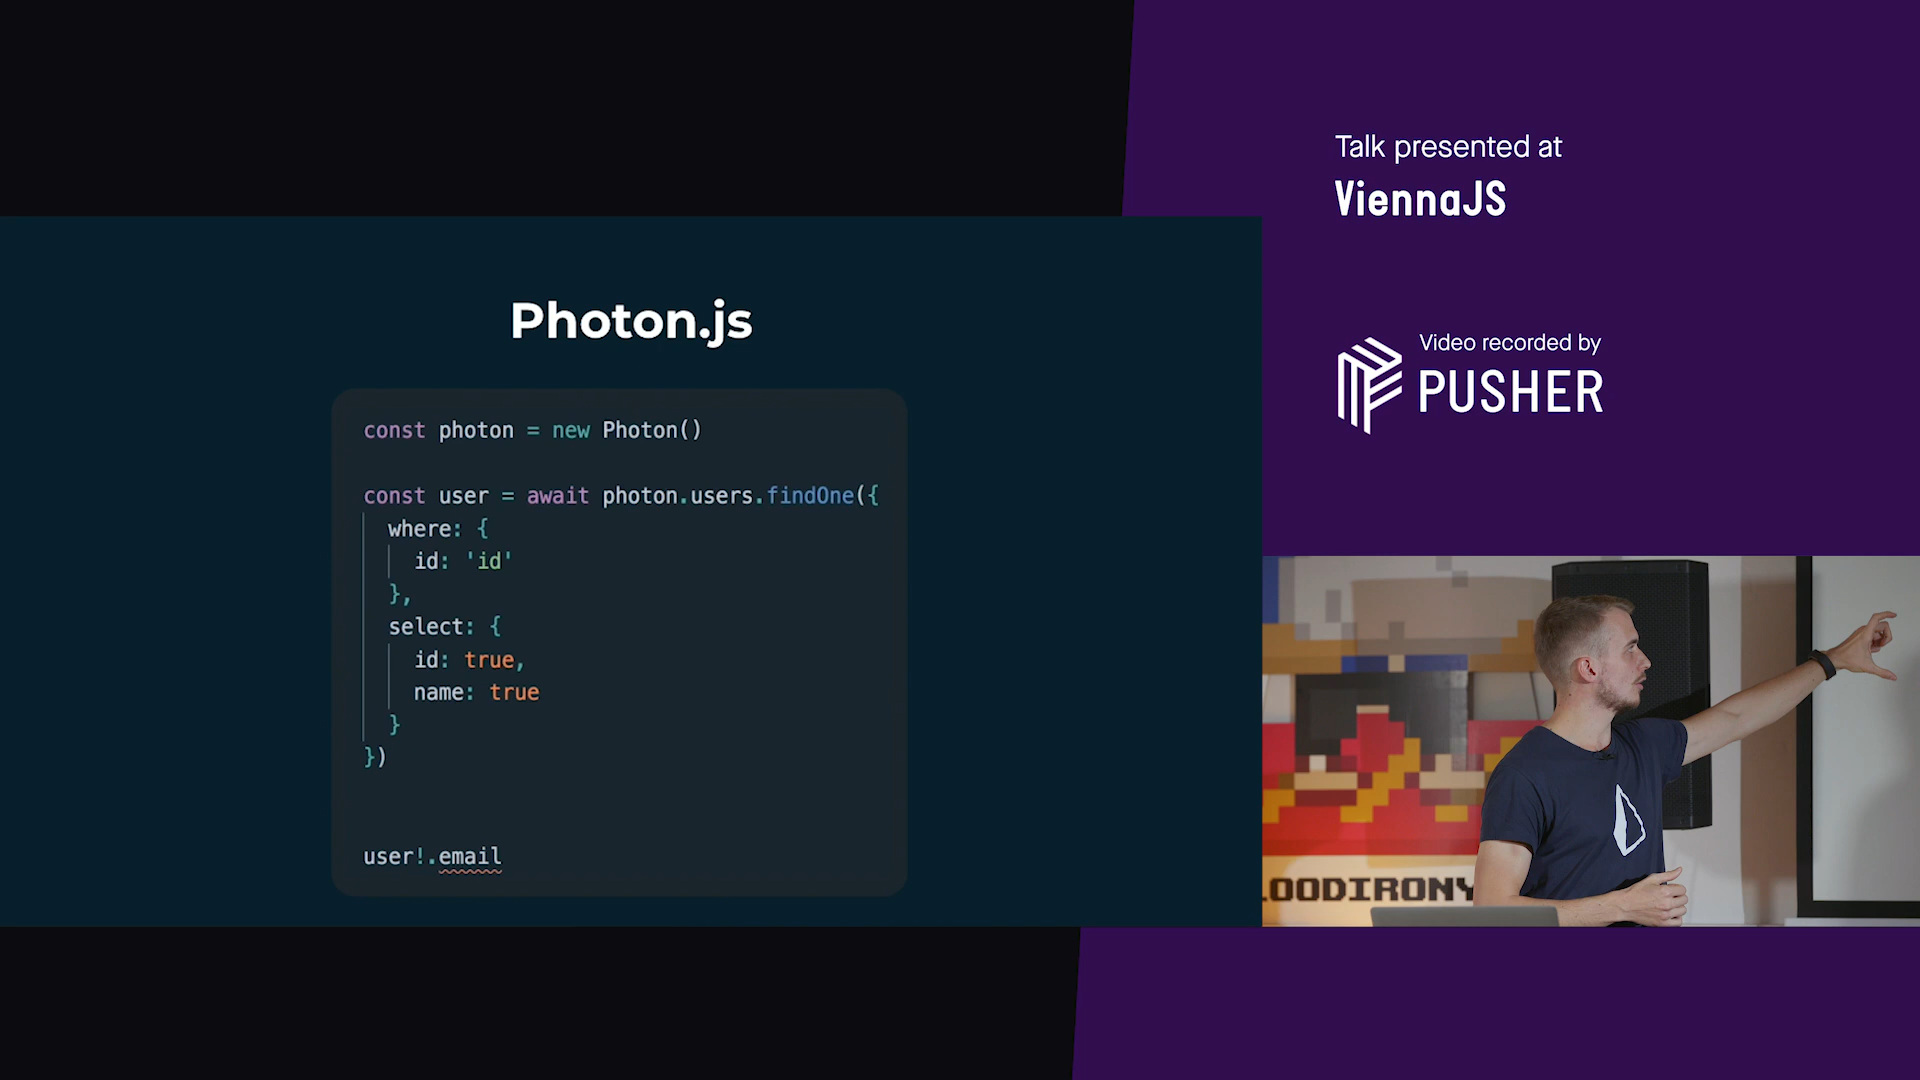 Talk presented at
ViennaJS
Video recorded by
PUSHER
Photon.js
const photon = new Photon()
const user = await photon.users.findOne({
where: {
id: 'id'
},
select: {
id: true,
name: true
}
})
user!.email
LOODIRONY